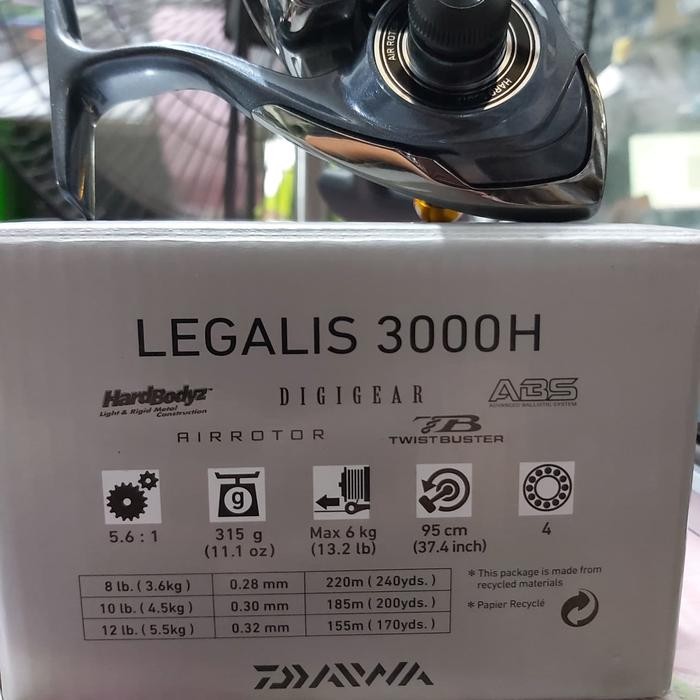 AIR ROT
HARD
LEGALIS 3000H
HardBodyz™
Light & Rigid Metal
Construction
DIGIGEAR
ABS
ADVANCED BALLISTIC SYSTEM
AIRROTOR
TB
TWISTBUSTER
g
5.6 : 1
315 g
(11.1 oz)
Max 6 kg
(13.2 lb)
95 cm
(37.4 inch)
4
8 lb. ( 3.6kg ) 0.28 mm 220m ( 240yds. )
10 lb. ( 4.5kg ) 0.30 mm 185m ( 200yds. )
12 lb. ( 5.5kg ) 0.32 mm 155m ( 170yds. )
* This package is made from
recycled materials
* Papier Recyclé
DAIWA